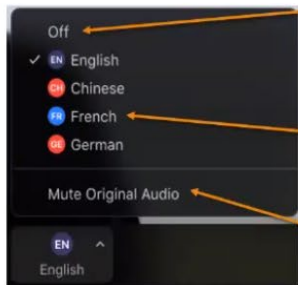 Off
EN English
CH Chinese
FR French
GE German
Mute Original Audio
EN
English